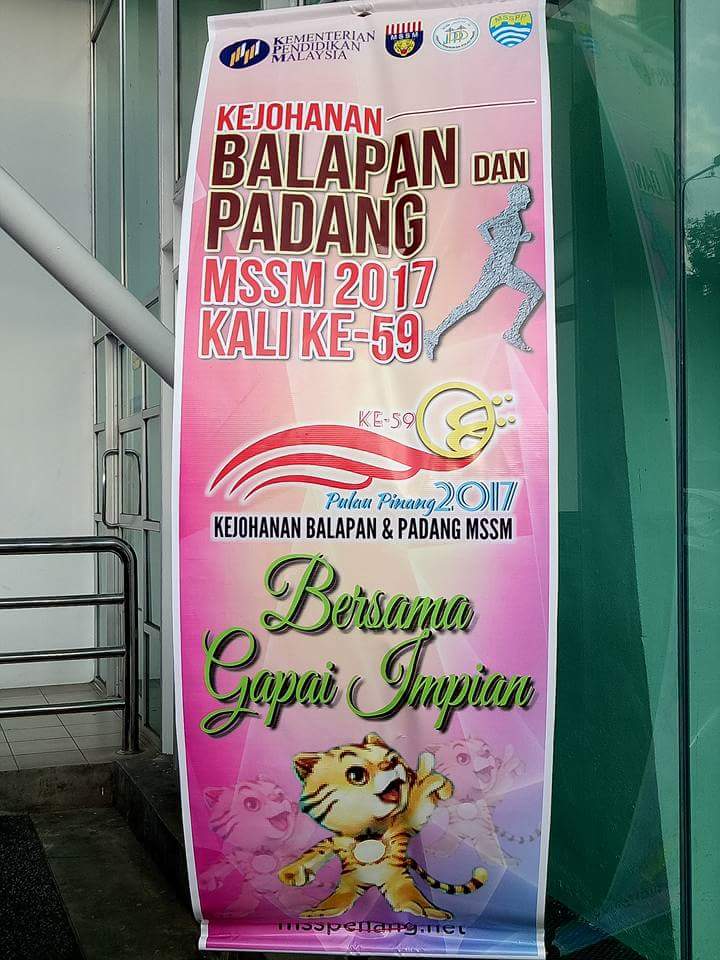 KEMENTERIAN
PENDIDIKAN
MALAYSIA
MSSM
MSSPP
KEJOHANAN
BALAPAN DAN
PADANG
MSSM 2017
KALI KE-59
KE-59
Pulau Pinang 2017
KEJOHANAN BALAPAN & PADANG MSSM
Bersama
Gapai Impian
msspenang.net